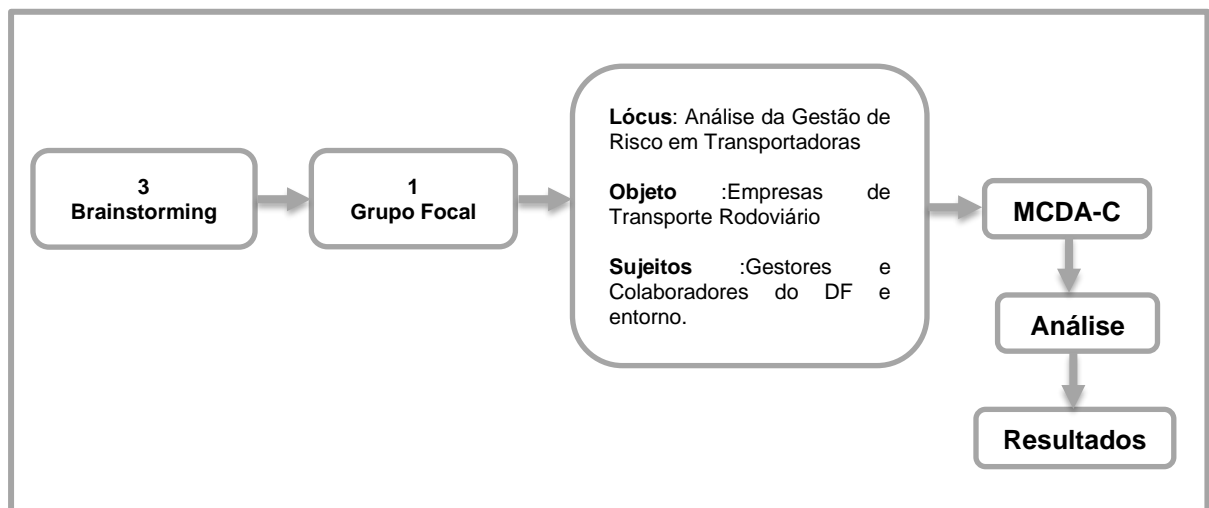 3
Brainstorming
1
Grupo Focal
Lócus: Análise da Gestão de
Risco em Transportadoras
Objeto :Empresas de
Transporte Rodoviário
Sujeitos :Gestores e
Colaboradores do DF e
entorno.
MCDA-C
Análise
Resultados